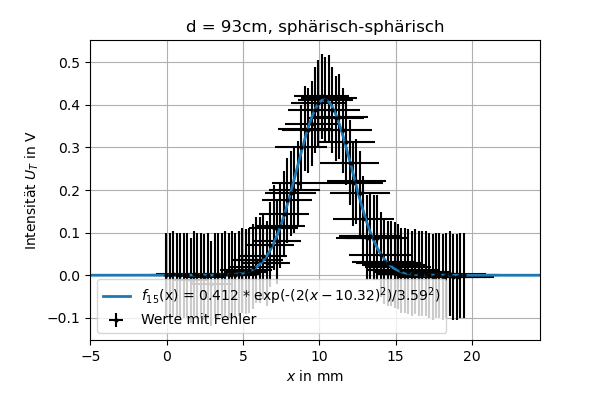 d = 93cm, sphärisch-sphärisch
Intensität U_T in V
0.5
0.4
0.3
0.2
0.1
0.0
−0.1
f_15(x) = 0.412 * exp(-(2(x − 10.32)^2)/3.59^2)
Werte mit Fehler
−5 0 5 10 15 20
x in mm